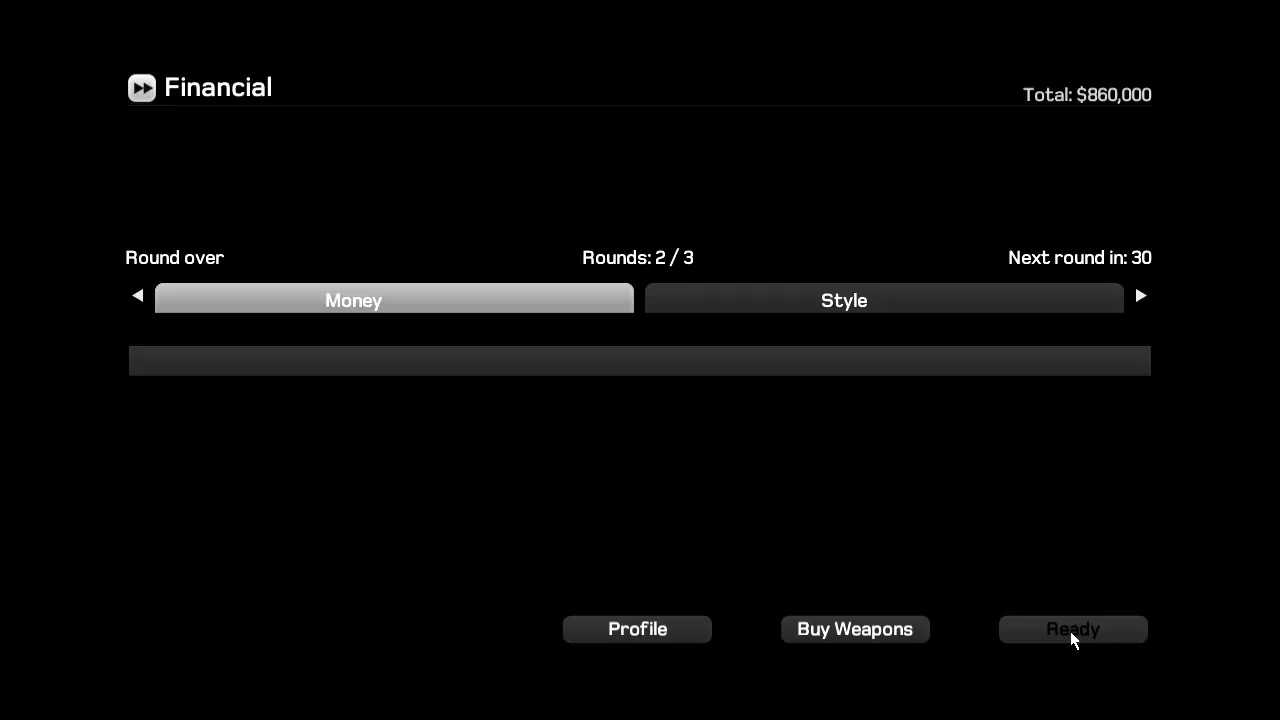 Financial
Total: $860,000
Round over
Rounds: 2 / 3
Next round in: 30
Money
Style
Profile
Buy Weapons
Ready